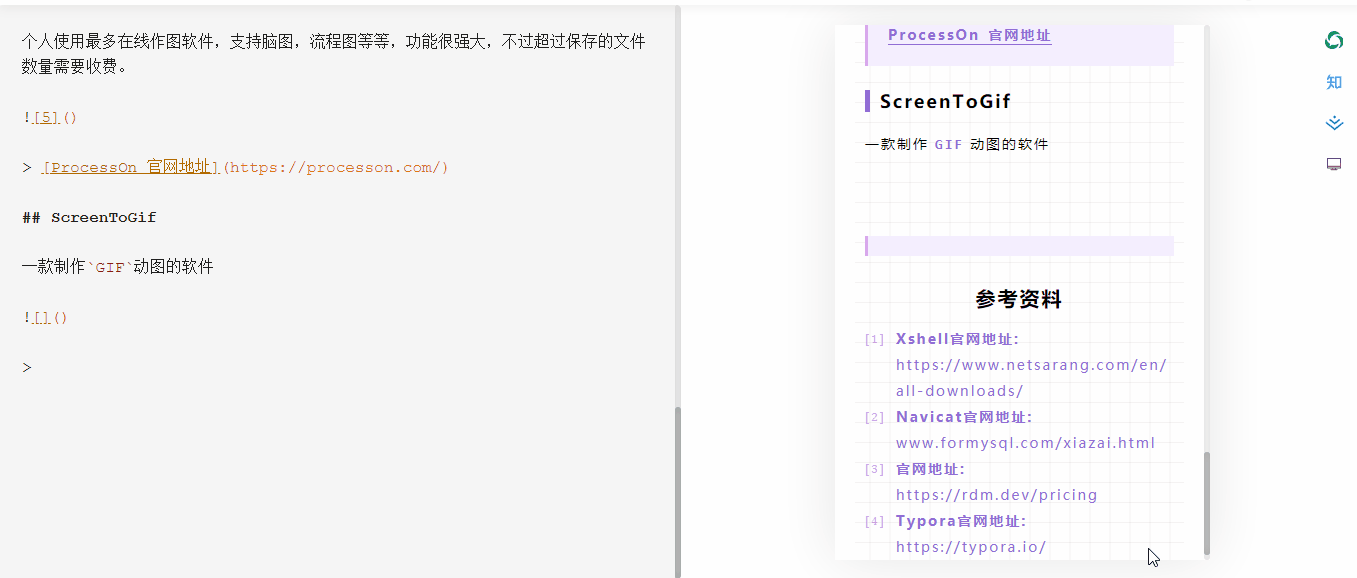 个人使用最多在线作图软件，支持脑图，流程图等等，功能很强大，不过超过保存的文件
数量需要收费。
![5]()
> [ProcessOn 官网地址](https://processon.com/)
## ScreenToGif
一款制作`GIF`动图的软件
![]()
>
ProcessOn 官网地址
ScreenToGif
一款制作 GIF 动图的软件
参考资料
[1] Xshell官网地址:
https://www.netsarang.com/en/
all-downloads/
[2] Navicat官网地址:
www.formysql.com/xiazai.html
[3] 官网地址:
https://rdm.dev/pricing
[4] Typora官网地址:
https://typora.io/
知